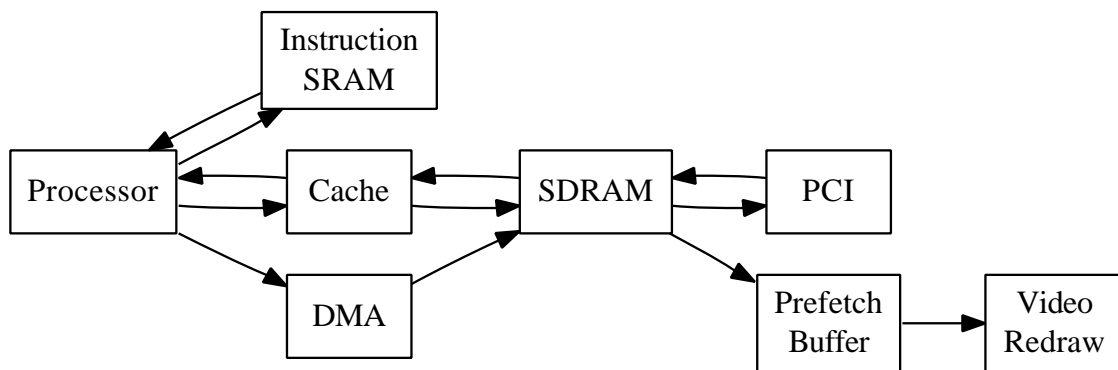 Instruction
SRAM
Processor
Cache
SDRAM
PCI
DMA
Prefetch
Buffer
Video
Redraw